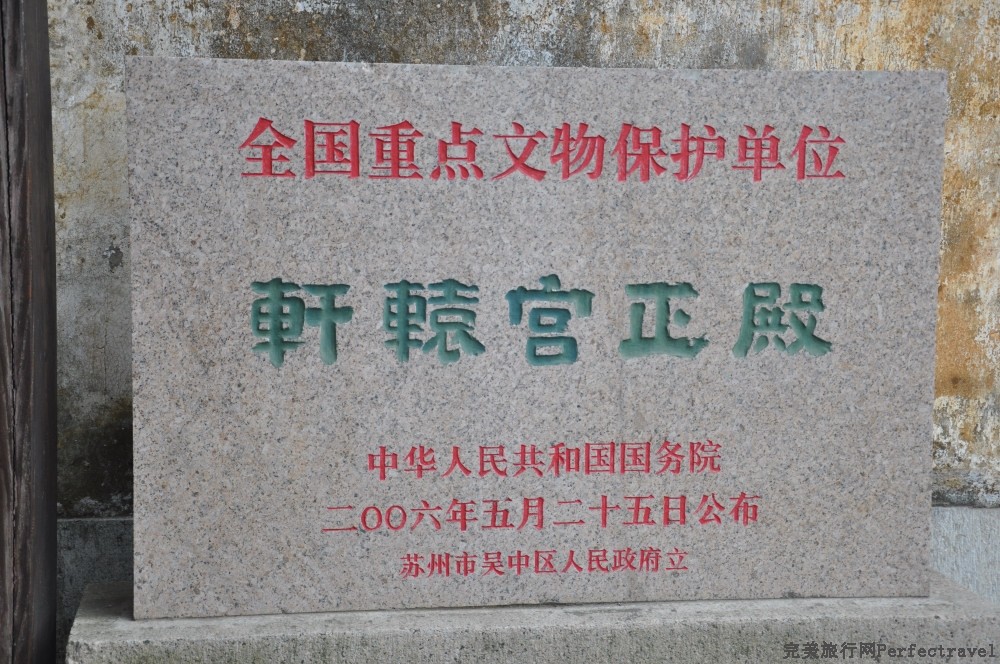 全国重点文物保护单位
軒轅宫正殿
中华人民共和国国务院
二〇〇六年五月二十五日公布
苏州市吴中区人民政府立
完美旅行网Perfectravel